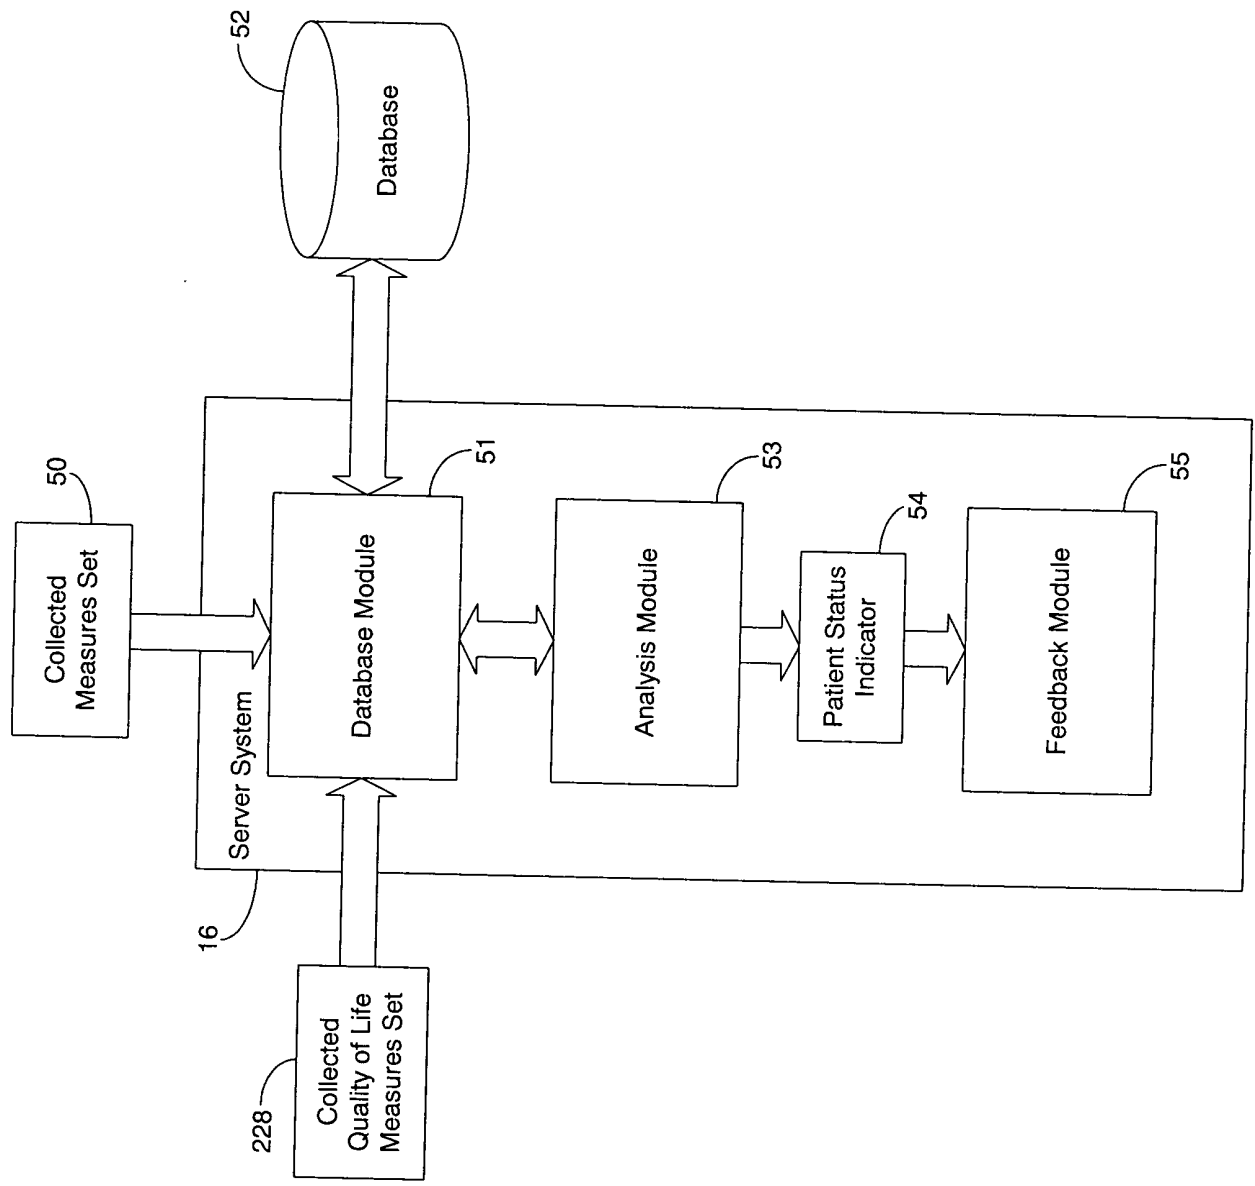 50
Collected
Measures Set
16
Server System
52
Database
228
Collected
Quality of Life
Measures Set
Database Module
51
Analysis Module
53
Patient Status
Indicator
54
Feedback Module
55